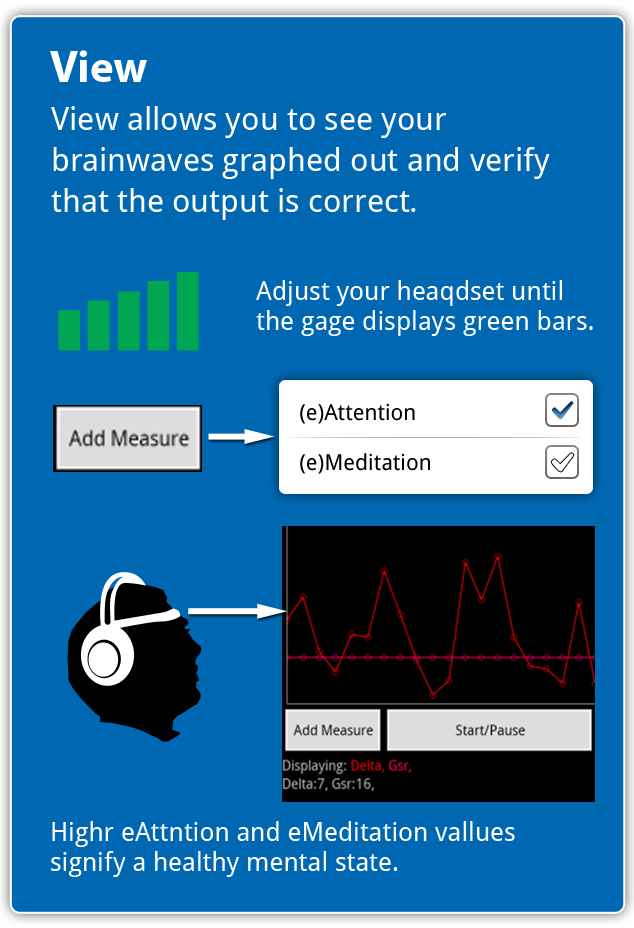 View
View allows you to see your
brainwaves graphed out and verify
that the output is correct.
Adjust your heaqdset until
the gage displays green bars.
Add Measure
(e)Attention
(e)Meditation
Add Measure
Start/Pause
Displaying: Delta, Gsr,
Delta:7, Gsr:16,
Highr eAttntion and eMeditation vallues
signify a healthy mental state.